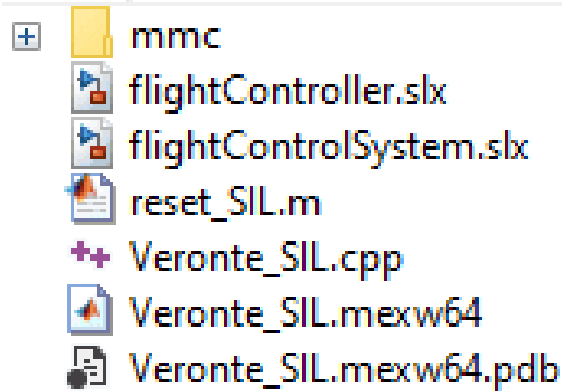 mmc
flightController.slx
flightControlSystem.slx
reset_SIL.m
Veronte_SIL.cpp
Veronte_SIL.mexw64
Veronte_SIL.mexw64.pdb